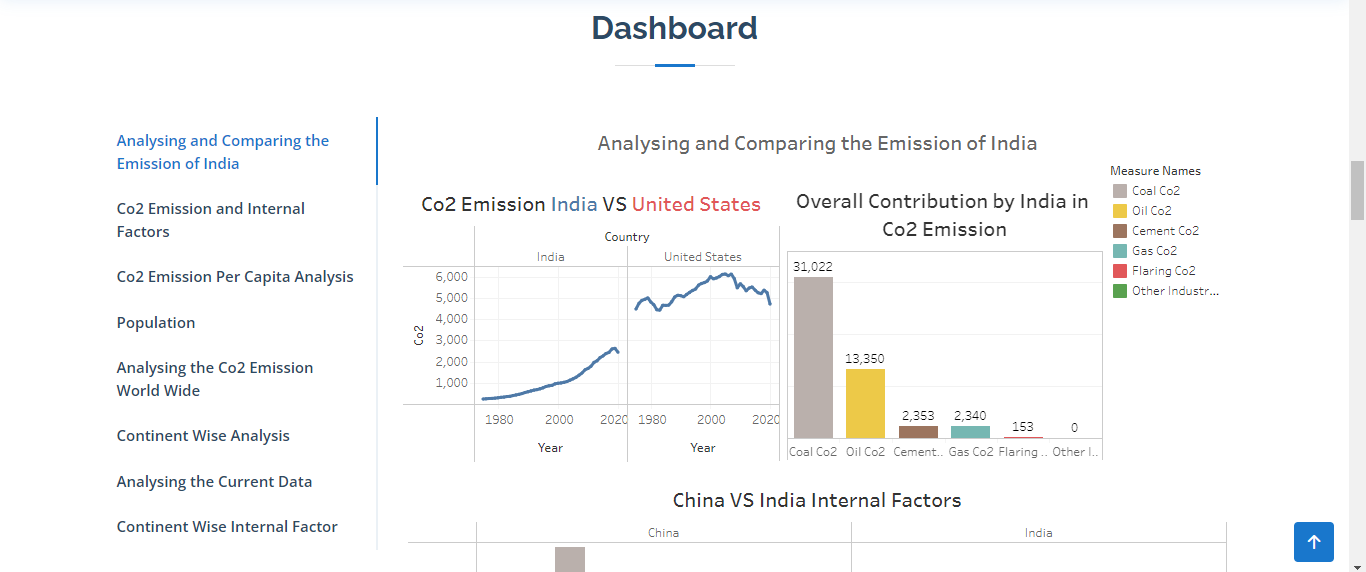 Dashboard
Analysing and Comparing the
Emission of India
Co2 Emission and Internal
Factors
Co2 Emission Per Capita Analysis
Population
Analysing the Co2 Emission
World Wide
Continent Wise Analysis
Analysing the Current Data
Continent Wise Internal Factor
Analysing and Comparing the Emission of India
Co2 Emission India VS United States
Country
India
United States
Co2
6,000
5,000
4,000
3,000
2,000
1,000
1980
2000
2020
1980
2000
2020
Year
Year
Overall Contribution by India in
Co2 Emission
31,022
13,350
2,353
2,340
153
0
Coal Co2
Oil Co2
Cement..
Gas Co2
Flaring ..
Other I..
Measure Names
Coal Co2
Oil Co2
Cement Co2
Gas Co2
Flaring Co2
Other Industr...
China VS India Internal Factors
China
India